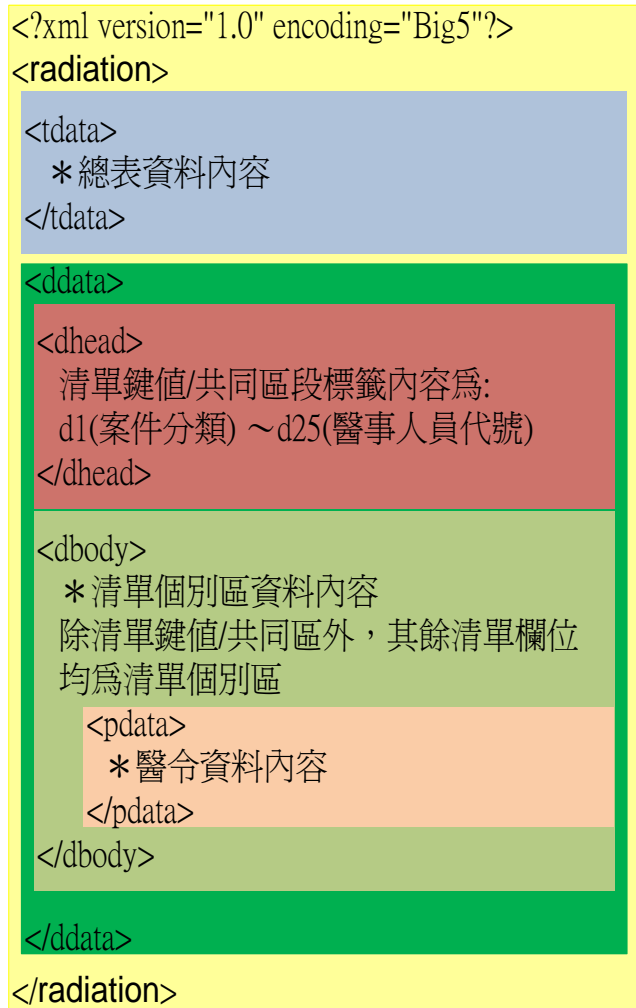 <?xml version="1.0" encoding="Big5"?>
<radiation>
<tdata>
＊總表資料內容
</tdata>
<ddata>
<dhead>
清單鍵值/共同區段標籤內容為:
d1(案件分類) ～d25(醫事人員代號)
</dhead>
<dbody>
＊清單個別區資料內容
除清單鍵值/共同區外，其餘清單欄位
均為清單個別區
<pdata>
＊醫令資料內容
</pdata>
</dbody>
</ddata>
</radiation>